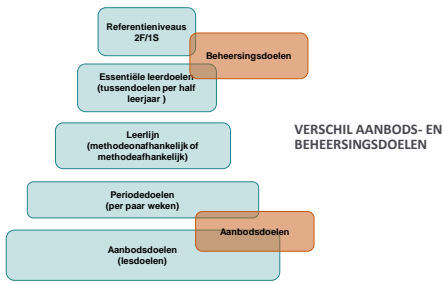 Referentieniveaus
2F/1S
Beheersingsdoelen
Essentiële leerdoelen
(tussendoelen per half
leerjaar )
Leerlijn
(methodeonafhankelijk of
methodeafhankelijk)
VERSCHIL AANBODS- EN
BEHEERSINGSDOELEN
Periodedoelen
(per paar weken)
Aanbodsdoelen
Aanbodsdoelen
(lesdoelen)